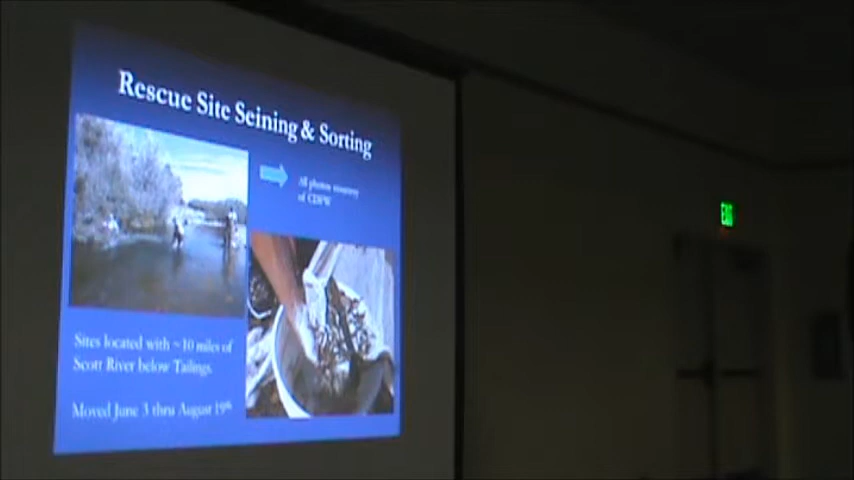 Rescue Site Seining & Sorting
All photos courtesy
of CDFW
Sites located with ~10 miles of
Scott River below Tailings.
Moved June 3 thru August 19th
EXIT